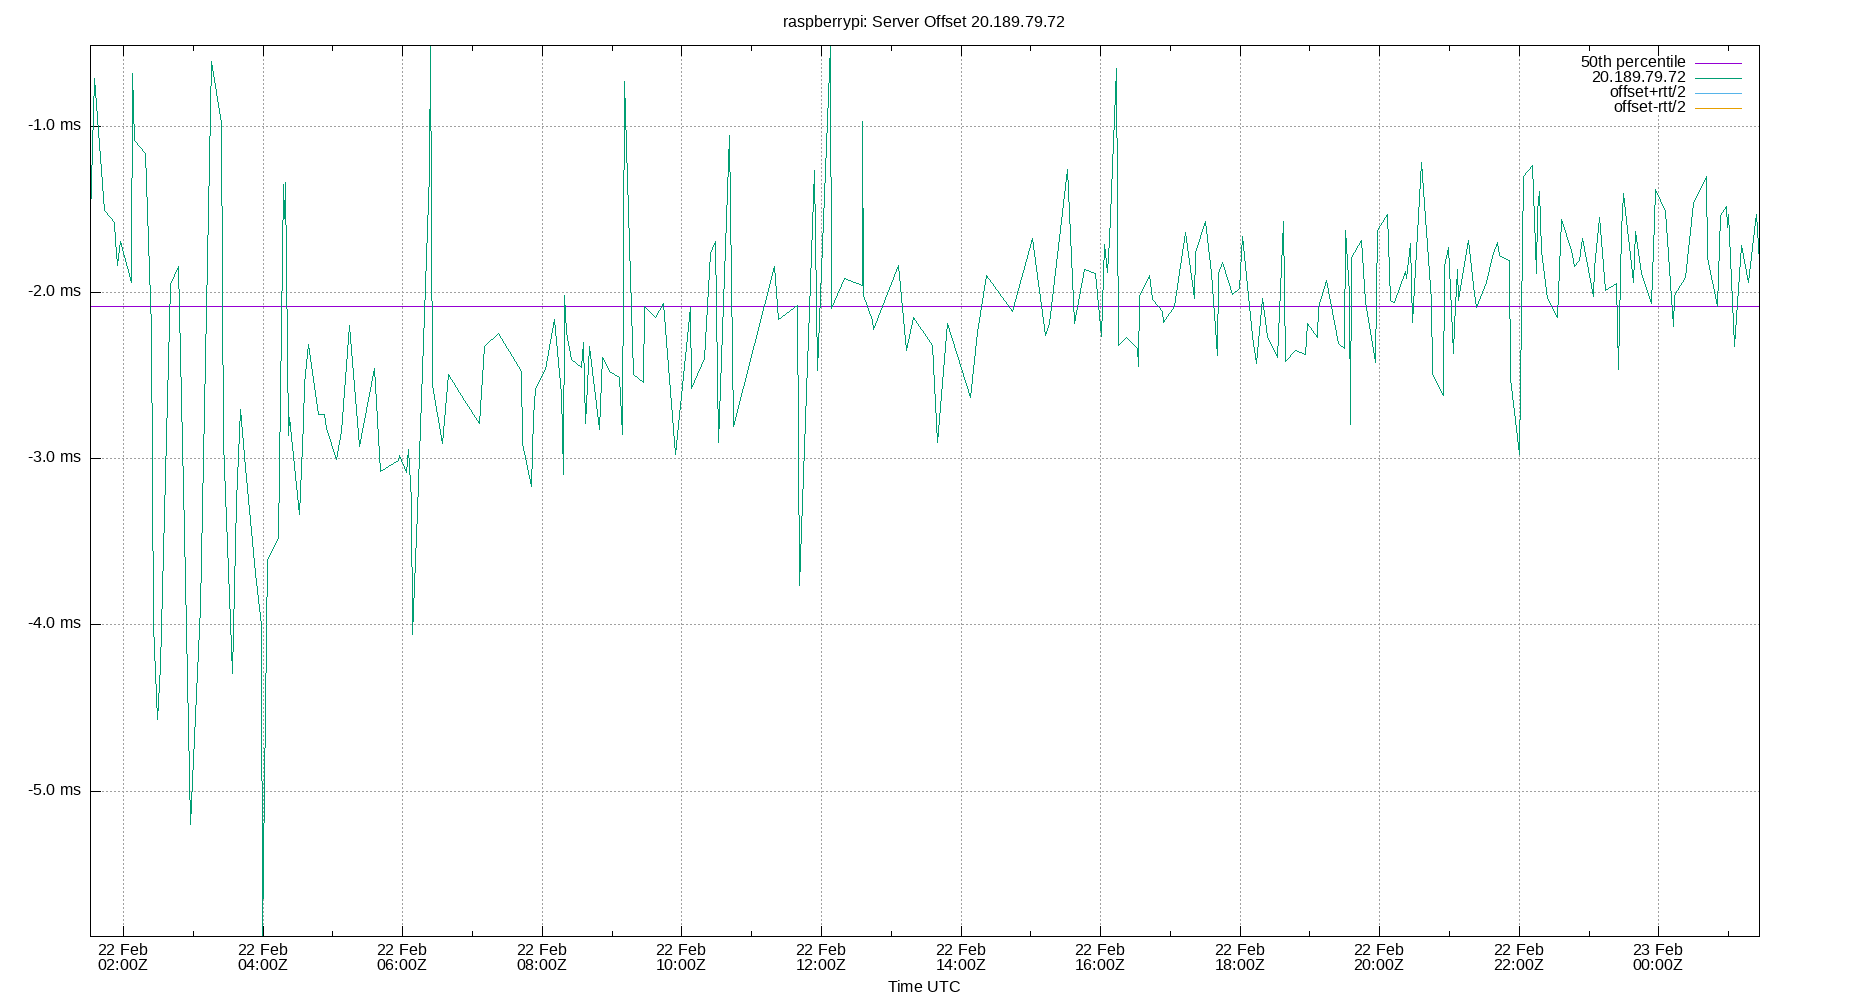 raspberrypi: Server Offset 20.189.79.72
50th percentile
20.189.79.72
offset+rtt/2
offset-rtt/2
-1.0 ms
-2.0 ms
-3.0 ms
-4.0 ms
-5.0 ms
22 Feb 22 Feb 22 Feb 22 Feb 22 Feb 22 Feb 22 Feb 22 Feb 22 Feb 22 Feb 22 Feb 23 Feb
02:00Z 04:00Z 06:00Z 08:00Z 10:00Z 12:00Z 14:00Z 16:00Z 18:00Z 20:00Z 22:00Z 00:00Z
Time UTC